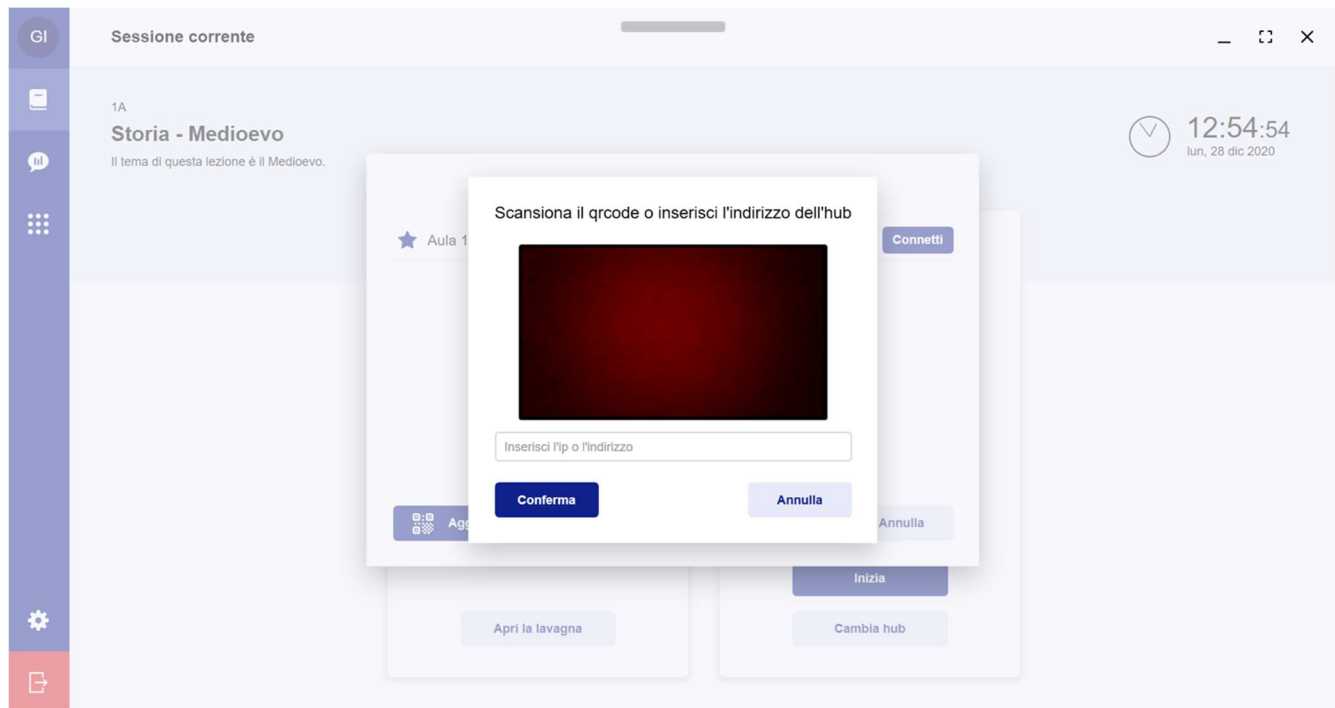 GI
Sessione corrente
1A
Storia - Medioevo
Il tema di questa lezione è il Medioevo.
12:54:54
lun, 28 dic 2020
Scansiona il qrcode o inserisci l'indirizzo dell'hub
Aula 1
Connetti
Inserisci l'ip o l'indirizzo
Conferma
Annulla
Agg
Annulla
Inizia
Apri la lavagna
Cambia hub